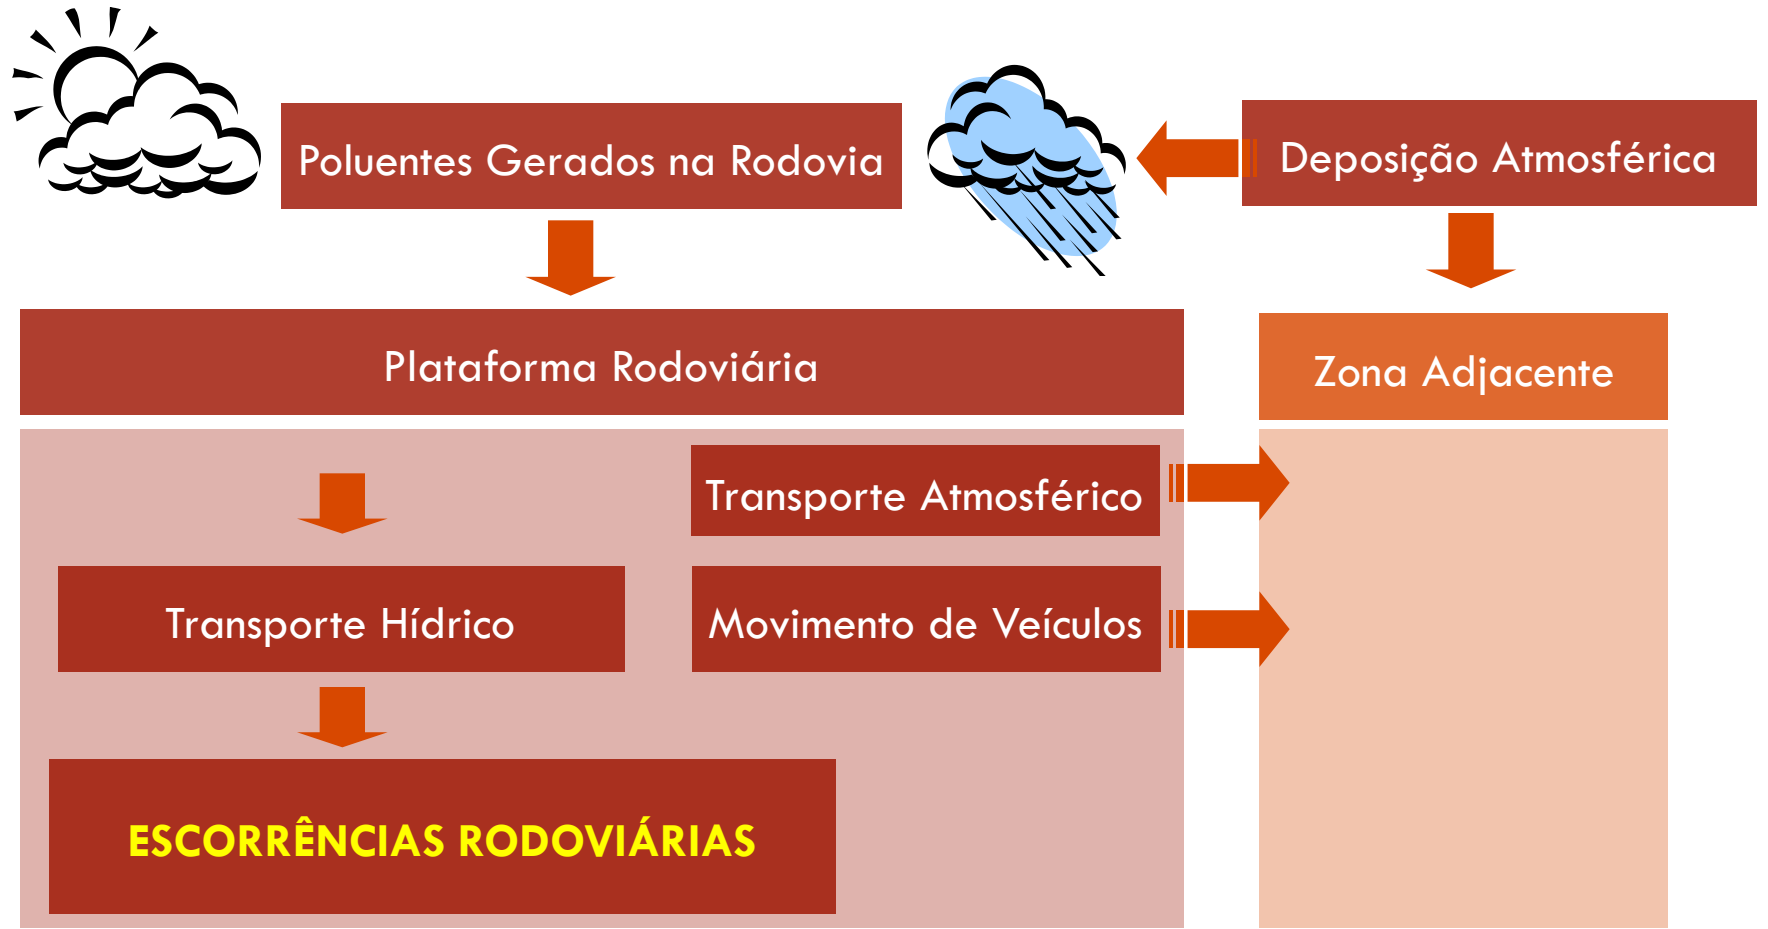 Poluentes Gerados na Rodovia
Deposição Atmosférica
Plataforma Rodoviária
Zona Adjacente
Transporte Atmosférico
Transporte Hídrico
Movimento de Veículos
ESCORRÊNCIAS RODOVIÁRIAS